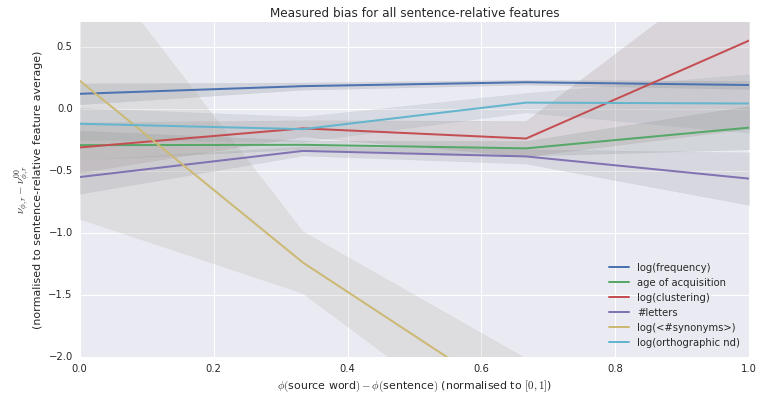 Measured bias for all sentence-relative features
ν_{ϕ,r} − ν^{00}_{ϕ,r}
(normalised to sentence-relative feature average)
0.5
0.0
−0.5
−1.0
−1.5
−2.0
log(frequency)
age of acquisition
log(clustering)
#letters
log(<#synonyms>)
log(orthographic nd)
0.0 0.2 0.4 0.6 0.8 1.0
ϕ(source word) − ϕ(sentence) (normalised to [0,1])